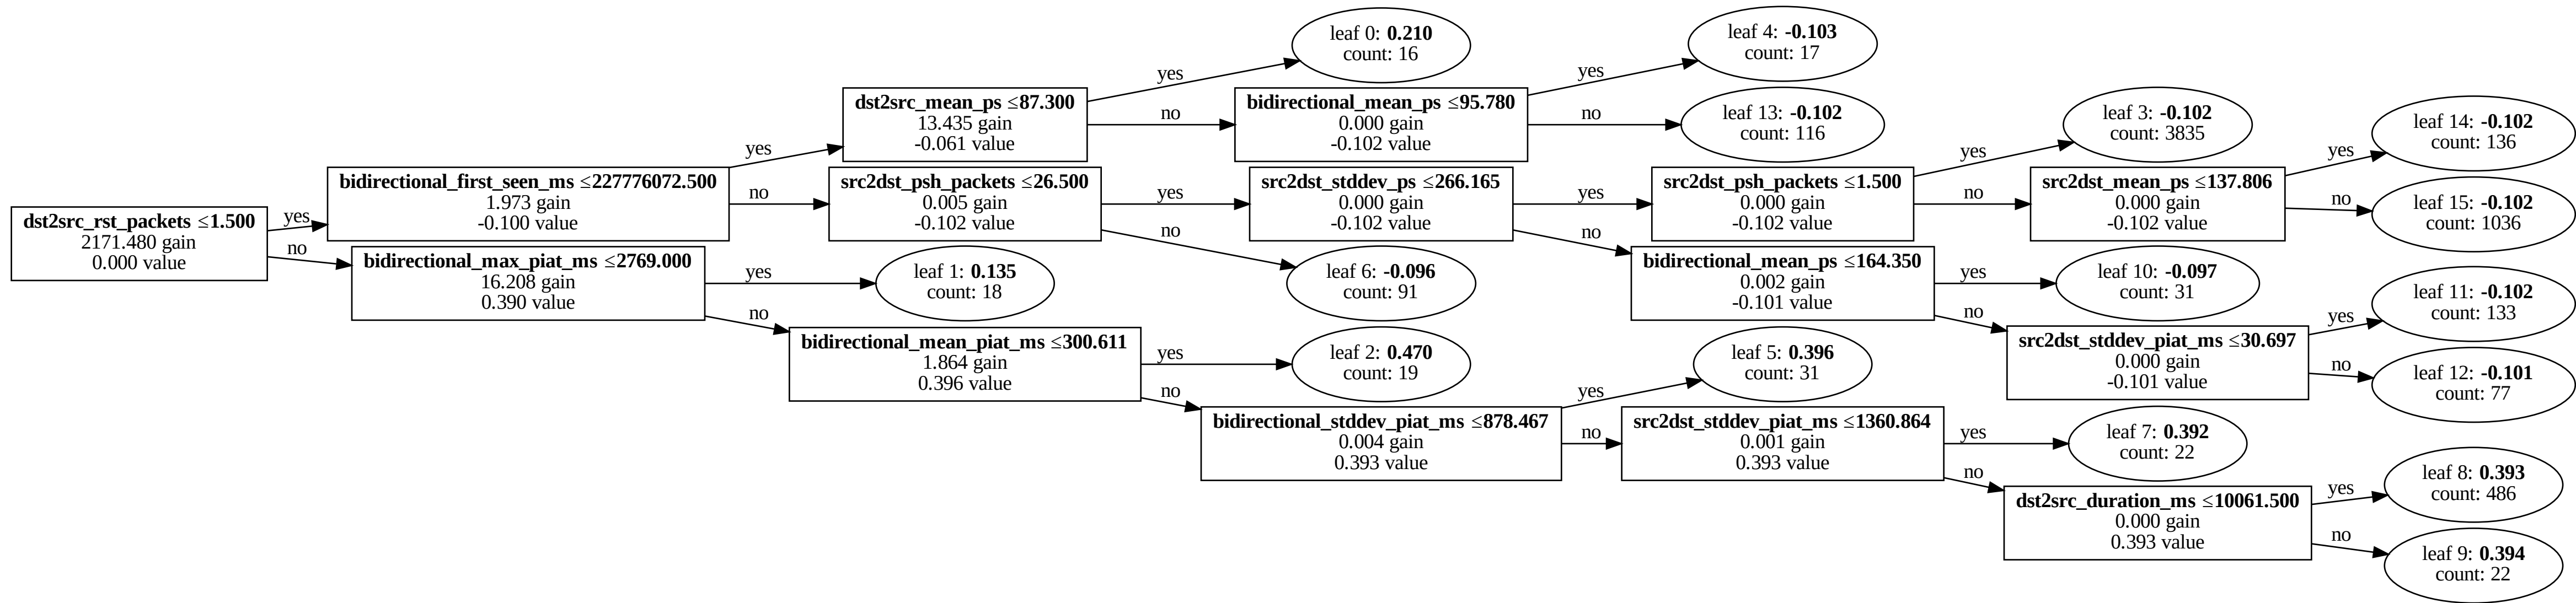 dst2src_rst_packets ≤1.500
2171.480 gain
0.000 value
yes
no
bidirectional_first_seen_ms ≤227776072.500
1.973 gain
-0.100 value
yes
no
bidirectional_max_piat_ms ≤2769.000
16.208 gain
0.390 value
yes
no
dst2src_mean_ps ≤87.300
13.435 gain
-0.061 value
yes
no
src2dst_psh_packets ≤26.500
0.005 gain
-0.102 value
yes
no
leaf 1: 0.135
count: 18
bidirectional_mean_piat_ms ≤300.611
1.864 gain
0.396 value
yes
no
leaf 0: 0.210
count: 16
bidirectional_mean_ps ≤95.780
0.000 gain
-0.102 value
yes
no
src2dst_stddev_ps ≤266.165
0.000 gain
-0.102 value
yes
no
leaf 6: -0.096
count: 91
leaf 2: 0.470
count: 19
bidirectional_stddev_piat_ms ≤878.467
0.004 gain
0.393 value
yes
no
leaf 4: -0.103
count: 17
leaf 13: -0.102
count: 116
src2dst_psh_packets ≤1.500
0.000 gain
-0.102 value
yes
no
bidirectional_mean_ps ≤164.350
0.002 gain
-0.101 value
yes
no
leaf 5: 0.396
count: 31
src2dst_stddev_piat_ms ≤1360.864
0.001 gain
0.393 value
yes
no
leaf 3: -0.102
count: 3835
src2dst_mean_ps ≤137.806
0.000 gain
-0.102 value
yes
no
leaf 10: -0.097
count: 31
src2dst_stddev_piat_ms ≤30.697
0.000 gain
-0.101 value
yes
no
leaf 7: 0.392
count: 22
dst2src_duration_ms ≤10061.500
0.000 gain
0.393 value
yes
no
leaf 14: -0.102
count: 136
leaf 15: -0.102
count: 1036
leaf 11: -0.102
count: 133
leaf 12: -0.101
count: 77
leaf 8: 0.393
count: 486
leaf 9: 0.394
count: 22